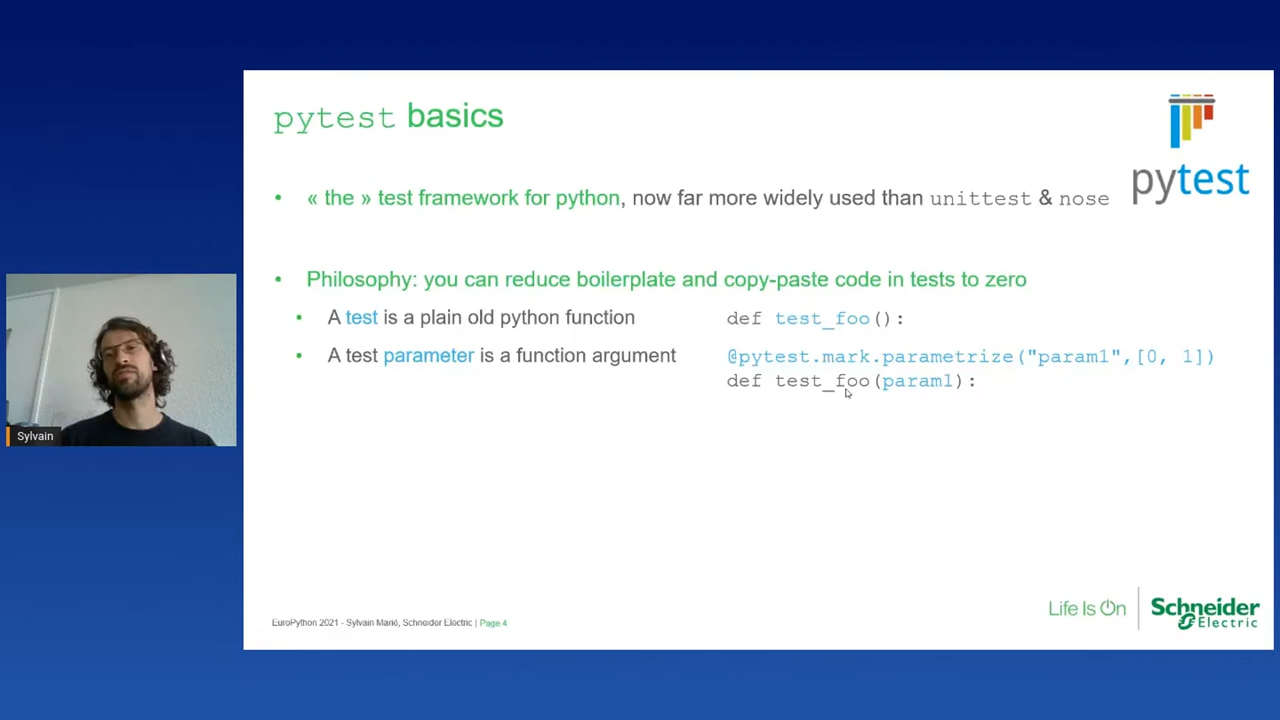 pytest basics
pytest
• « the » test framework for python, now far more widely used than unittest & nose
• Philosophy: you can reduce boilerplate and copy-paste code in tests to zero
• A test is a plain old python function
def test_foo():
• A test parameter is a function argument
@pytest.mark.parametrize("param1",[0, 1])
def test_foo(param1):
Sylvain
EuroPython 2021 - Sylvain Marié, Schneider Electric | Page 4
Life Is On
Schneider
Electric